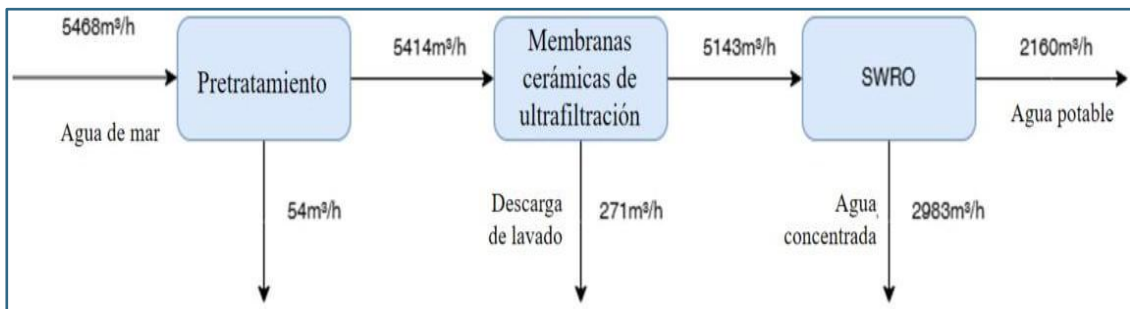 5468m³/h
Agua de mar
Pretratamiento
54m³/h
5414m³/h
Membranas
cerámicas de
ultrafiltración
Descarga
de lavado
271m³/h
5143m³/h
SWRO
Agua
concentrada
2983m³/h
2160m³/h
Agua potable